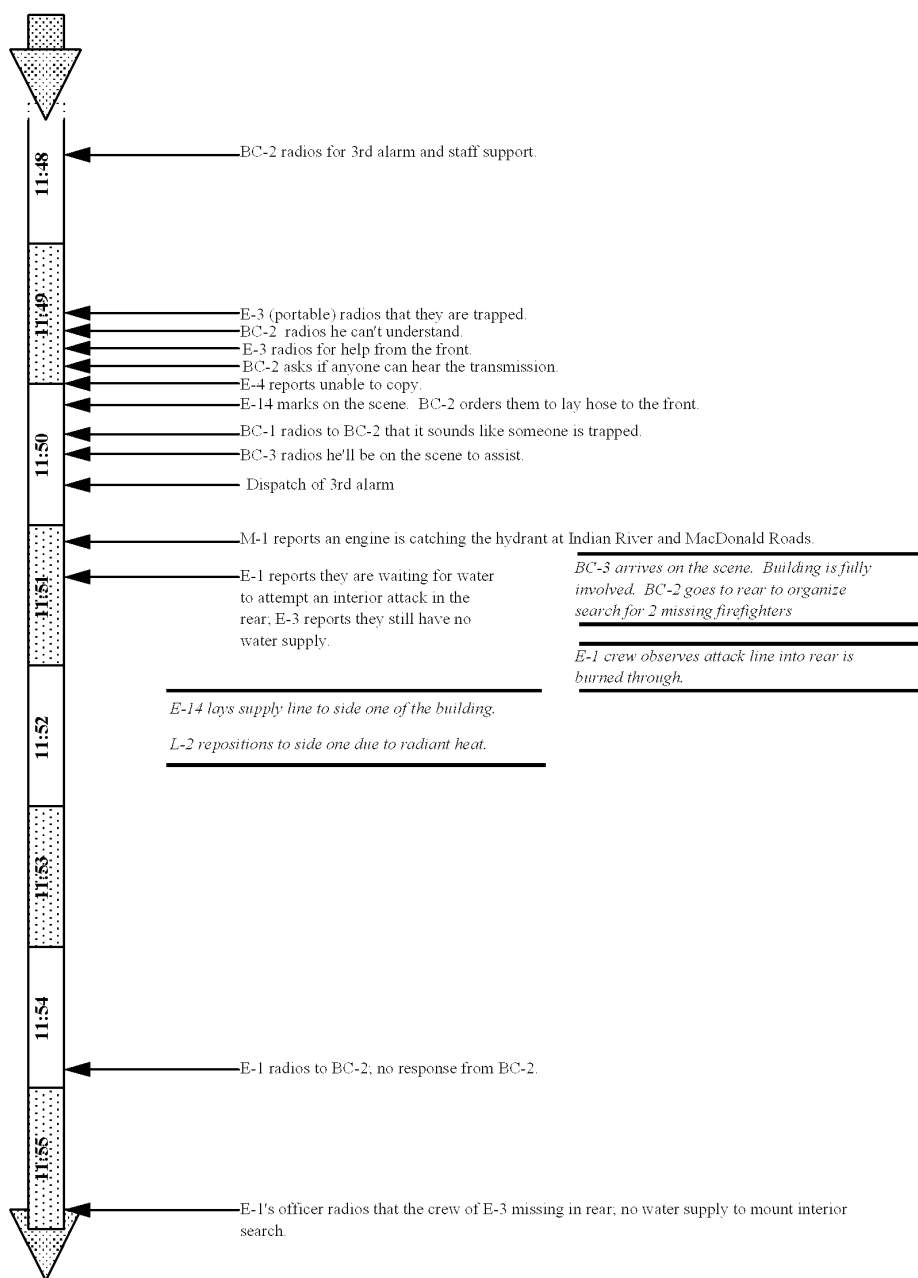 11:48
BC-2 radios for 3rd alarm and staff support.
11:49
E-3 (portable) radios that they are trapped.
BC-2 radios he can't understand.
E-3 radios for help from the front.
BC-2 asks if anyone can hear the transmission.
E-4 reports unable to copy.
11:50
E-14 marks on the scene. BC-2 orders them to lay hose to the front.
BC-1 radios to BC-2 that it sounds like someone is trapped.
BC-3 radios he'll be on the scene to assist.
Dispatch of 3rd alarm
11:51
M-1 reports an engine is catching the hydrant at Indian River and MacDonald Roads.
E-1 reports they are waiting for water
to attempt an interior attack in the
rear; E-3 reports they still have no
water supply.
BC-3 arrives on the scene. Building is fully
involved. BC-2 goes to rear to organize
search for 2 missing firefighters
E-1 crew observes attack line into rear is
burned through.
11:52
E-14 lays supply line to side one of the building.
L-2 repositions to side one due to radiant heat.
11:53
11:54
E-1 radios to BC-2; no response from BC-2.
11:55
E-1's officer radios that the crew of E-3 missing in rear; no water supply to mount interior
search.